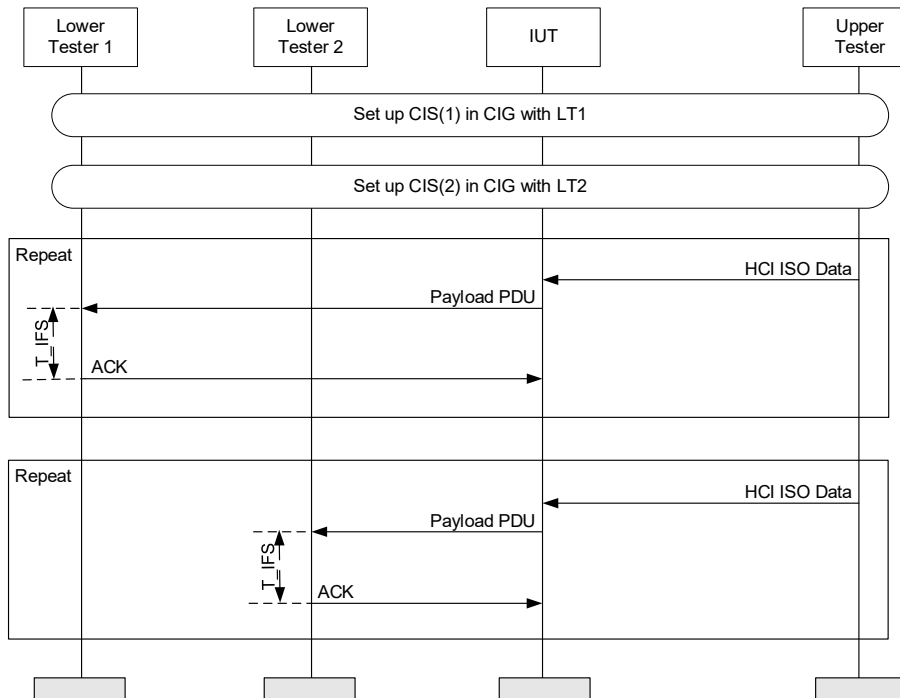 Lower
Tester 1
Lower
Tester 2
IUT
Upper
Tester
Set up CIS(1) in CIG with LT1
Set up CIS(2) in CIG with LT2
Repeat
HCI ISO Data
Payload PDU
T_IFS
ACK
Repeat
HCI ISO Data
Payload PDU
T_IFS
ACK